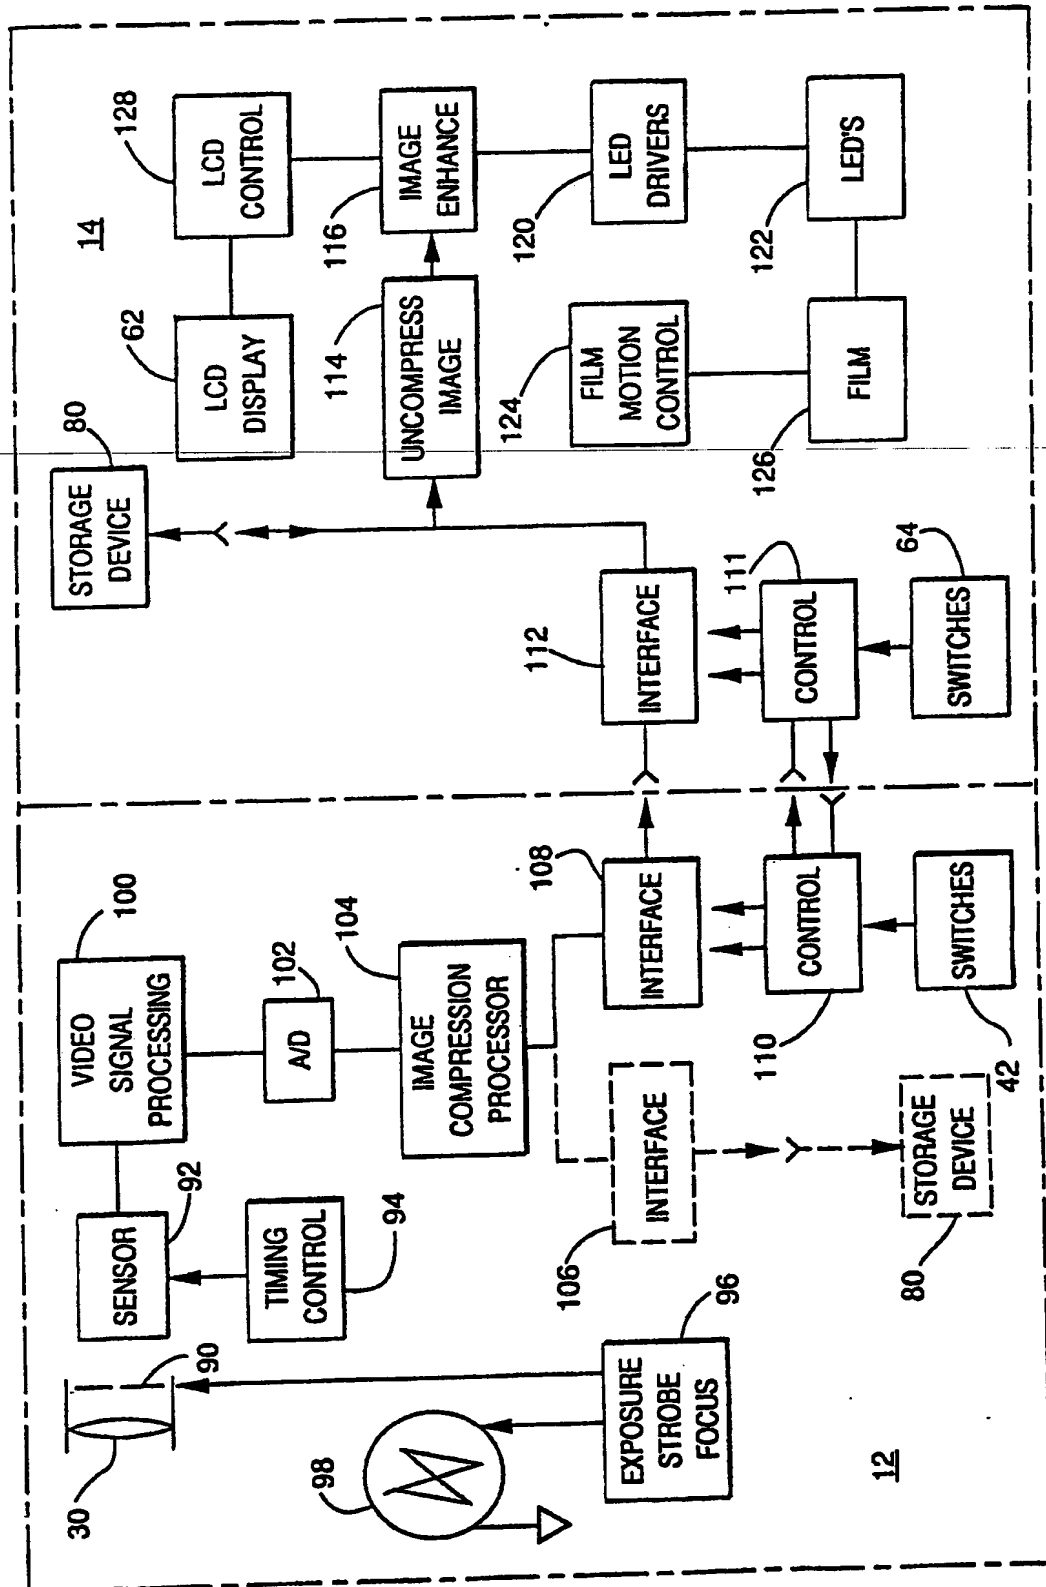 30
90
SENSOR
92
TIMING
CONTROL
94
98
EXPOSURE
STROBE
FOCUS
96
12
VIDEO
SIGNAL
PROCESSING
100
A/D
102
IMAGE
COMPRESSION
PROCESSOR
104
INTERFACE
106
STORAGE
DEVICE
80
INTERFACE
108
CONTROL
110
SWITCHES
42
14
STORAGE
DEVICE
80
LCD
DISPLAY
62
LCD
CONTROL
128
UNCOMPRESS
IMAGE
114
IMAGE
ENHANCE
116
INTERFACE
112
CONTROL
111
SWITCHES
64
FILM
MOTION
CONTROL
124
LED
DRIVERS
120
FILM
126
LED'S
122